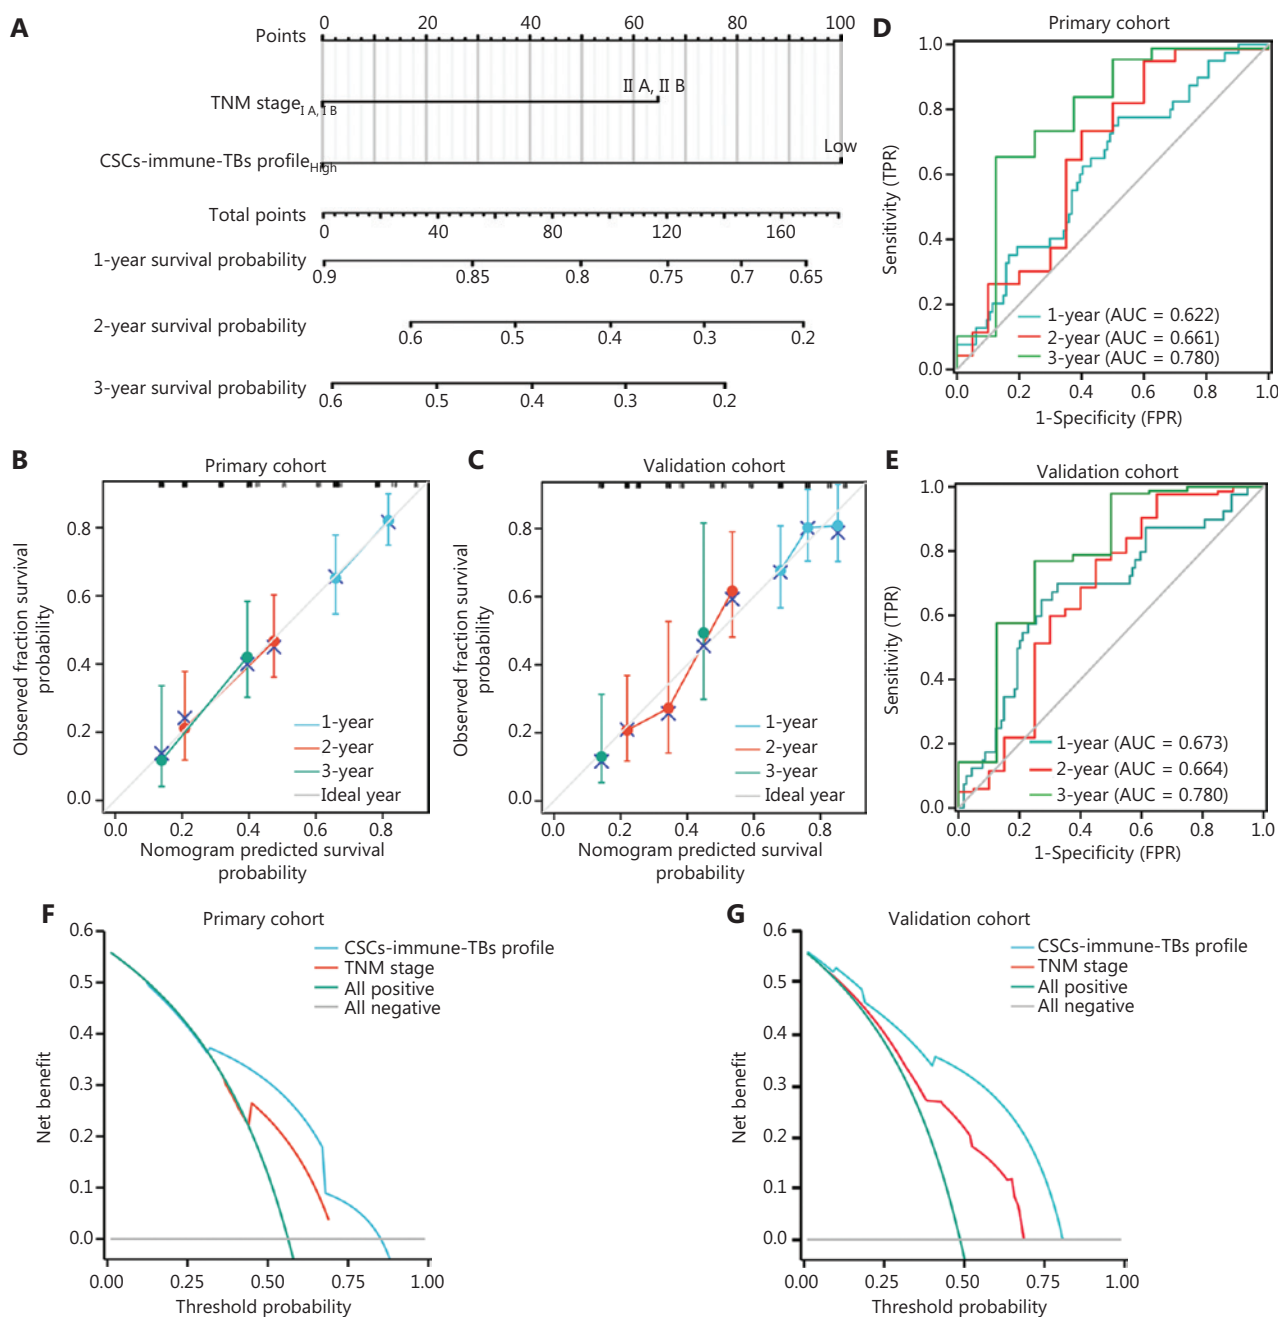 A
Points
0 20 40 60 80 100
TNM stage
I A, I B
II A, II B
CSCs-immune-TBs profile
High
Low
Total points
0 40 80 120 160
1-year survival probability
0.9 0.85 0.8 0.75 0.7 0.65
2-year survival probability
0.6 0.5 0.4 0.3 0.2
3-year survival probability
0.6 0.5 0.4 0.3 0.2
D
Primary cohort
Sensitivity (TPR)
1.0
0.8
0.6
0.4
0.2
0.0
1-year (AUC = 0.622)
2-year (AUC = 0.661)
3-year (AUC = 0.780)
0.0 0.2 0.4 0.6 0.8 1.0
1-Specificity (FPR)
B
Primary cohort
Observed fraction survival
probability
0.8
0.6
0.4
0.2
0.0
1-year
2-year
3-year
Ideal year
0.0 0.2 0.4 0.6 0.8
Nomogram predicted survival
probability
C
Validation cohort
Observed fraction survival
probability
0.8
0.6
0.4
0.2
0.0
1-year
2-year
3-year
Ideal year
0.0 0.2 0.4 0.6 0.8
Nomogram predicted survival
probability
E
Validation cohort
Sensitivity (TPR)
1.0
0.8
0.6
0.4
0.2
0.0
1-year (AUC = 0.673)
2-year (AUC = 0.664)
3-year (AUC = 0.780)
0.0 0.2 0.4 0.6 0.8 1.0
1-Specificity (FPR)
F
Primary cohort
Net benefit
0.6
0.5
0.4
0.3
0.2
0.1
0.0
CSCs-immune-TBs profile
TNM stage
All positive
All negative
0.00 0.25 0.50 0.75 1.00
Threshold probability
G
Validation cohort
Net benefit
0.6
0.5
0.4
0.3
0.2
0.1
0.0
CSCs-immune-TBs profile
TNM stage
All positive
All negative
0.00 0.25 0.50 0.75 1.00
Threshold probability